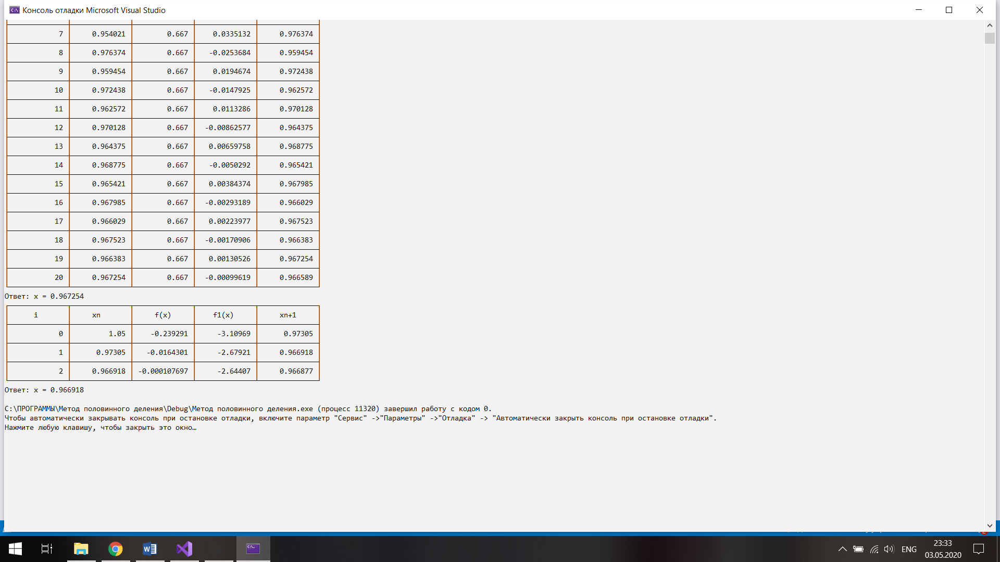 Консоль отладки Microsoft Visual Studio
7 0.954021 0.667 0.0335132 0.976374
8 0.976374 0.667 -0.0253684 0.959454
9 0.959454 0.667 0.0194674 0.972438
10 0.972438 0.667 -0.0147925 0.962572
11 0.962572 0.667 0.0113286 0.970128
12 0.970128 0.667 -0.00862577 0.964375
13 0.964375 0.667 0.00659758 0.968775
14 0.968775 0.667 -0.0050292 0.965421
15 0.965421 0.667 0.00384374 0.967985
16 0.967985 0.667 -0.00293189 0.966029
17 0.966029 0.667 0.00223977 0.967523
18 0.967523 0.667 -0.00170906 0.966383
19 0.966383 0.667 0.00130526 0.967254
20 0.967254 0.667 -0.00099619 0.966589
Ответ: x = 0.967254
i xn f(x) f1(x) xn+1
0 1.05 -0.239291 -3.10969 0.97305
1 0.97305 -0.0164301 -2.67921 0.966918
2 0.966918 -0.000107697 -2.64407 0.966877
Ответ: x = 0.966918
C:\ПРОГРАММЫ\Метод половинного деления\Debug\Метод половинного деления.exe (процесс 11320) завершил работу с кодом 0.
Чтобы автоматически закрывать консоль при остановке отладки, включите параметр "Сервис" ->"Параметры" ->"Отладка" -> "Автоматически закрыть консоль при остановке отладки".
Нажмите любую клавишу, чтобы закрыть это окно…
ENG
23:33
03.05.2020